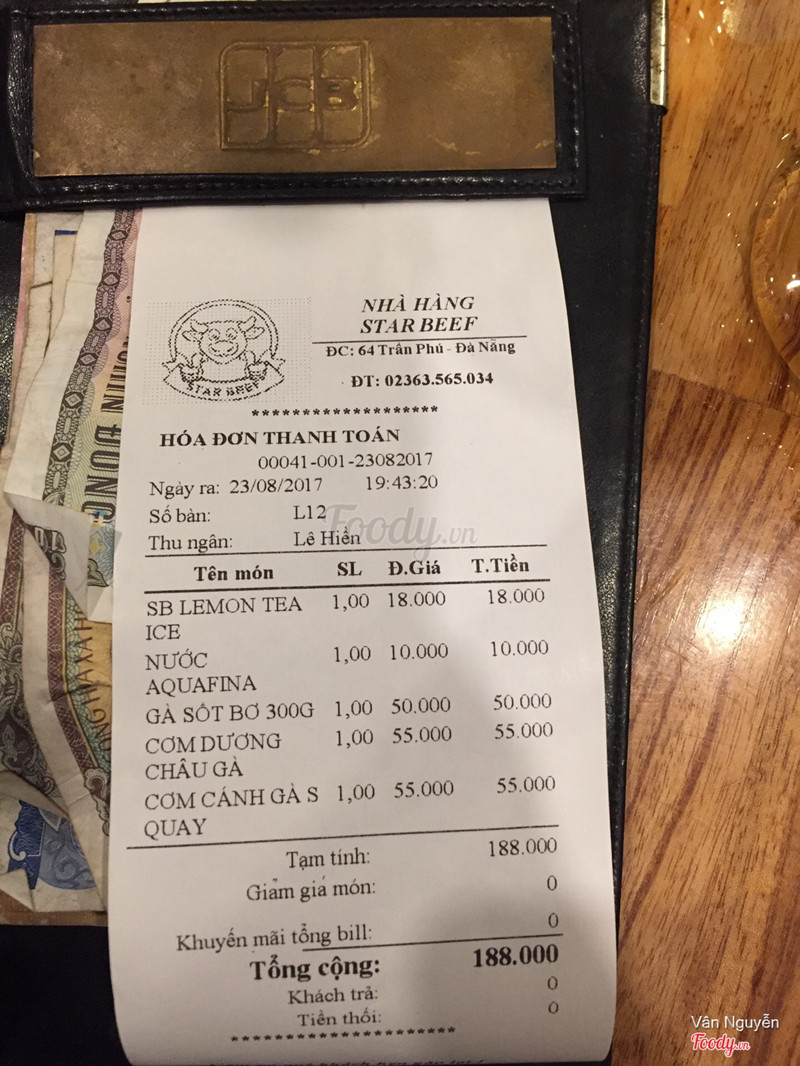 JCB
NHÀ HÀNG
STAR BEEF
STAR BEEF
ĐC: 64 Trần Phú - Đà Nẵng
ĐT: 02363.565.034
*******************
HÓA ĐƠN THANH TOÁN
00041-001-23082017
Ngày ra: 23/08/2017 19:43:20
Số bàn: L12
Thu ngân: Lê Hiền
Foody.vn
Tên món SL Đ.Giá T.Tiền
SB LEMON TEA 1,00 18.000 18.000
ICE
NƯỚC 1,00 10.000 10.000
AQUAFINA
GÀ SỐT BƠ 300G 1,00 50.000 50.000
CƠM DƯƠNG 1,00 55.000 55.000
CHÂU GÀ
CƠM CÁNH GÀ S 1,00 55.000 55.000
QUAY
Tạm tính: 188.000
Giảm giá món: 0
Khuyến mãi tổng bill: 0
Tổng cộng: 188.000
Khách trả: 0
Tiền thối: 0
*******************
Vân Nguyễn
Foody.vn